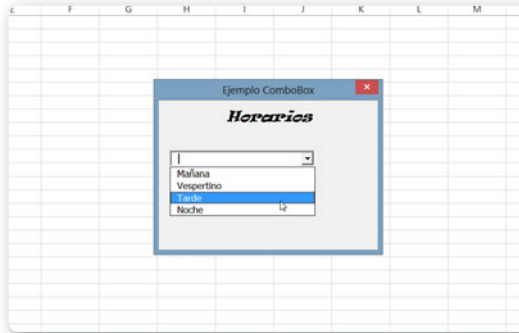 F G H I J K L M
Ejemplo ComboBox
Horarios
Mañana
Vespertino
Tarde
Noche